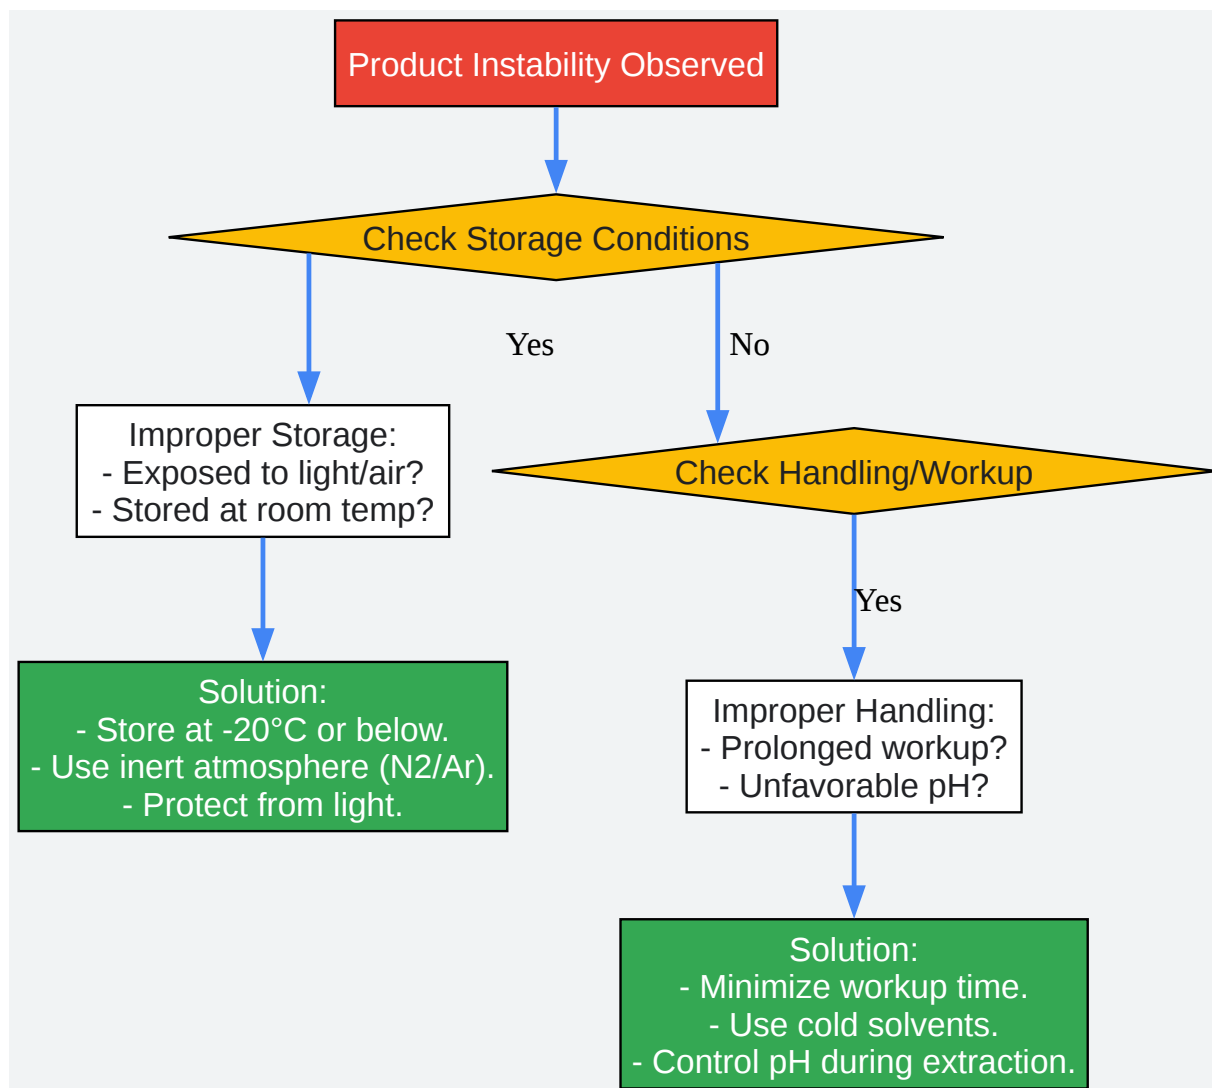 Product Instability Observed
Check Storage Conditions
Yes
No
Improper Storage:
- Exposed to light/air?
- Stored at room temp?
Check Handling/Workup
Yes
Solution:
- Store at -20°C or below.
- Use inert atmosphere (N2/Ar).
- Protect from light.
Improper Handling:
- Prolonged workup?
- Unfavorable pH?
Solution:
- Minimize workup time.
- Use cold solvents.
- Control pH during extraction.